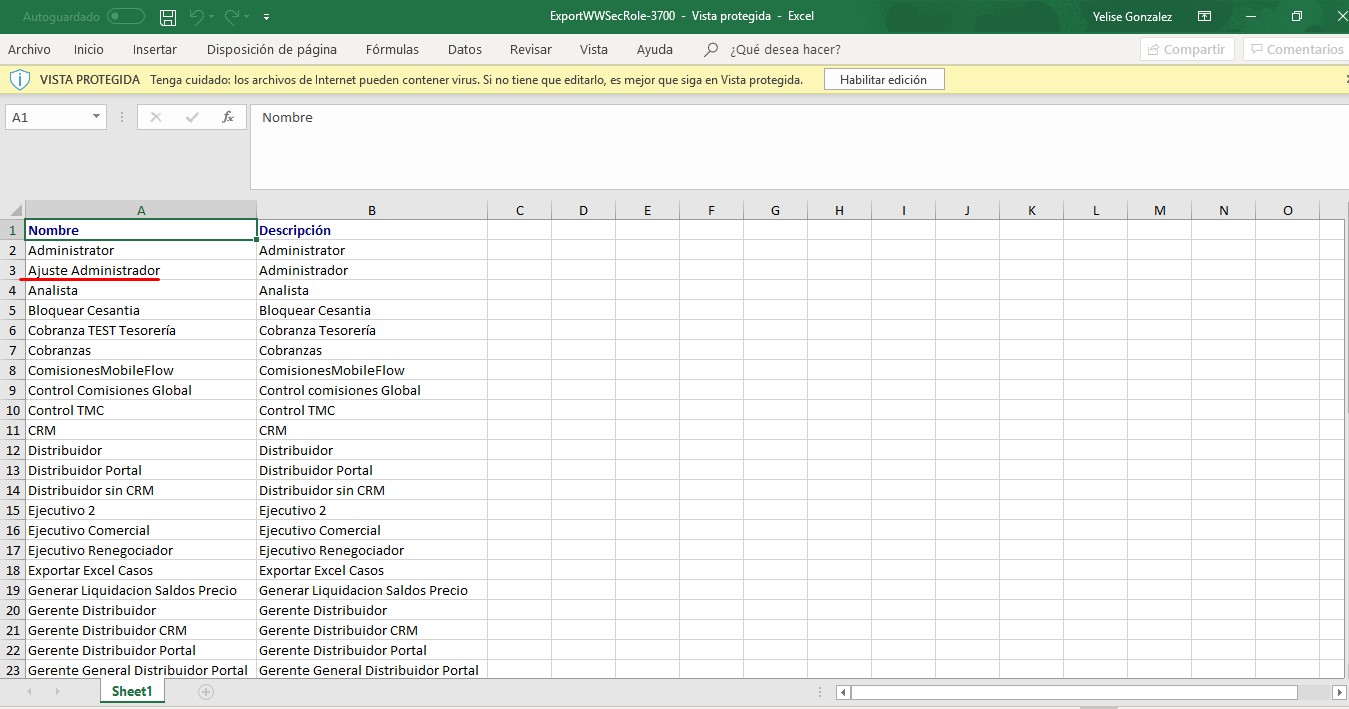 Autoguardado
ExportWWSecRole-3700 - Vista protegida - Excel
Yelise Gonzalez
Archivo Inicio Insertar Disposición de página Fórmulas Datos Revisar Vista Ayuda ¿Qué desea hacer? Compartir Comentarios
VISTA PROTEGIDA Tenga cuidado: los archivos de Internet pueden contener virus. Si no tiene que editarlo, es mejor que siga en Vista protegida. Habilitar edición
A1 fx Nombre
A B C D E F G H I J K L M N O
1 Nombre Descripción
2 Administrator Administrator
3 Ajuste Administrador Administrador
4 Analista Analista
5 Bloquear Cesantia Bloquear Cesantia
6 Cobranza TEST Tesorería Cobranza Tesorería
7 Cobranzas Cobranzas
8 ComisionesMobileFlow ComisionesMobileFlow
9 Control Comisiones Global Control comisiones Global
10 Control TMC Control TMC
11 CRM CRM
12 Distribuidor Distribuidor
13 Distribuidor Portal Distribuidor Portal
14 Distribuidor sin CRM Distribuidor sin CRM
15 Ejecutivo 2 Ejecutivo 2
16 Ejecutivo Comercial Ejecutivo Comercial
17 Ejecutivo Renegociador Ejecutivo Renegociador
18 Exportar Excel Casos Exportar Excel Casos
19 Generar Liquidacion Saldos Precio Generar Liquidacion Saldos Precio
20 Gerente Distribuidor Gerente Distribuidor
21 Gerente Distribuidor CRM Gerente Distribuidor CRM
22 Gerente Distribuidor Portal Gerente Distribuidor Portal
23 Gerente General Distribuidor Portal Gerente General Distribuidor Portal
Sheet1